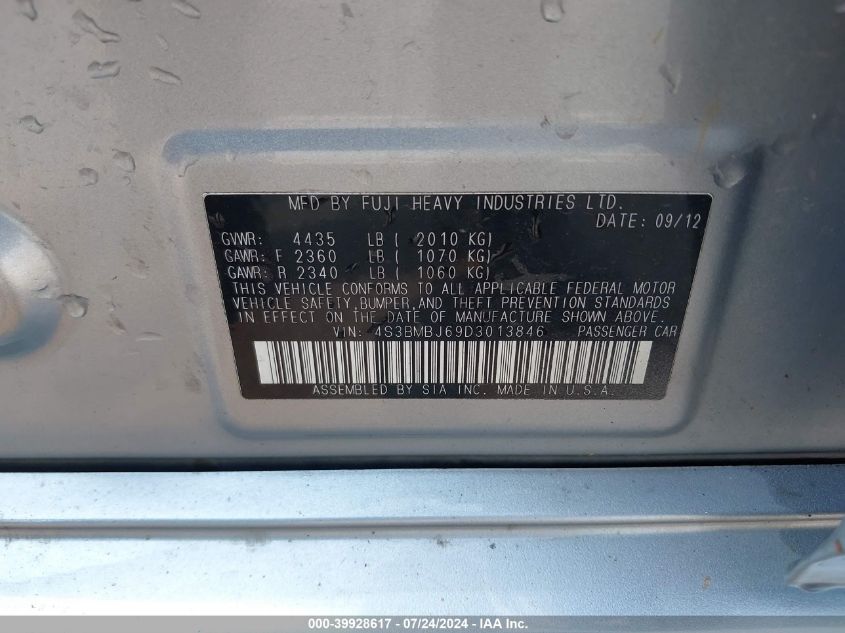 MFD BY FUJI HEAVY INDUSTRIES LTD.
DATE: 09/12
GVWR: 4435 LB ( 2010 KG)
GAWR: F 2360 LB ( 1070 KG)
GAWR: R 2340 LB ( 1060 KG)
THIS VEHICLE CONFORMS TO ALL APPLICABLE FEDERAL MOTOR
VEHICLE SAFETY, BUMPER, AND THEFT PREVENTION STANDARDS
IN EFFECT ON THE DATE OF MANUFACTURE SHOWN ABOVE.
VIN: 4S3BMBJ69D3013846 PASSENGER CAR
ASSEMBLED BY SIA INC. MADE IN U.S.A.
000-39928617 - 07/24/2024 - IAA Inc.